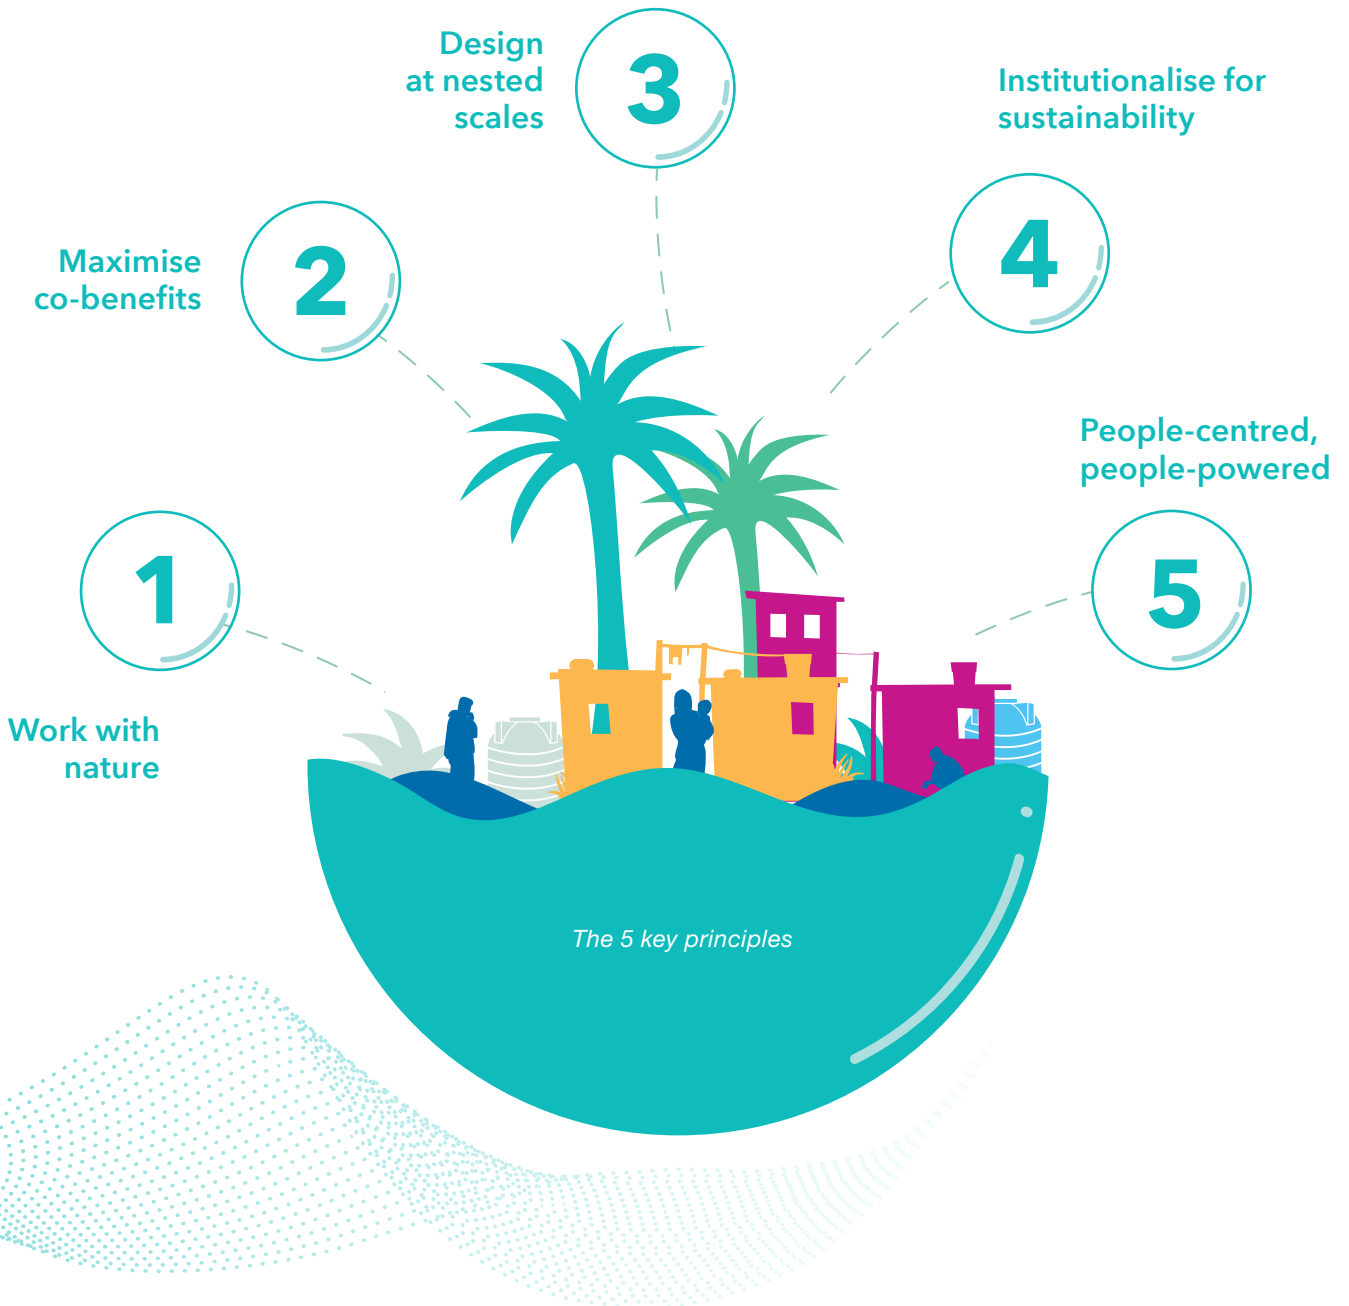 1
Work with
nature
2
Maximise
co-benefits
3
Design
at nested
scales
4
Institutionalise for
sustainability
5
People-centred,
people-powered
The 5 key principles